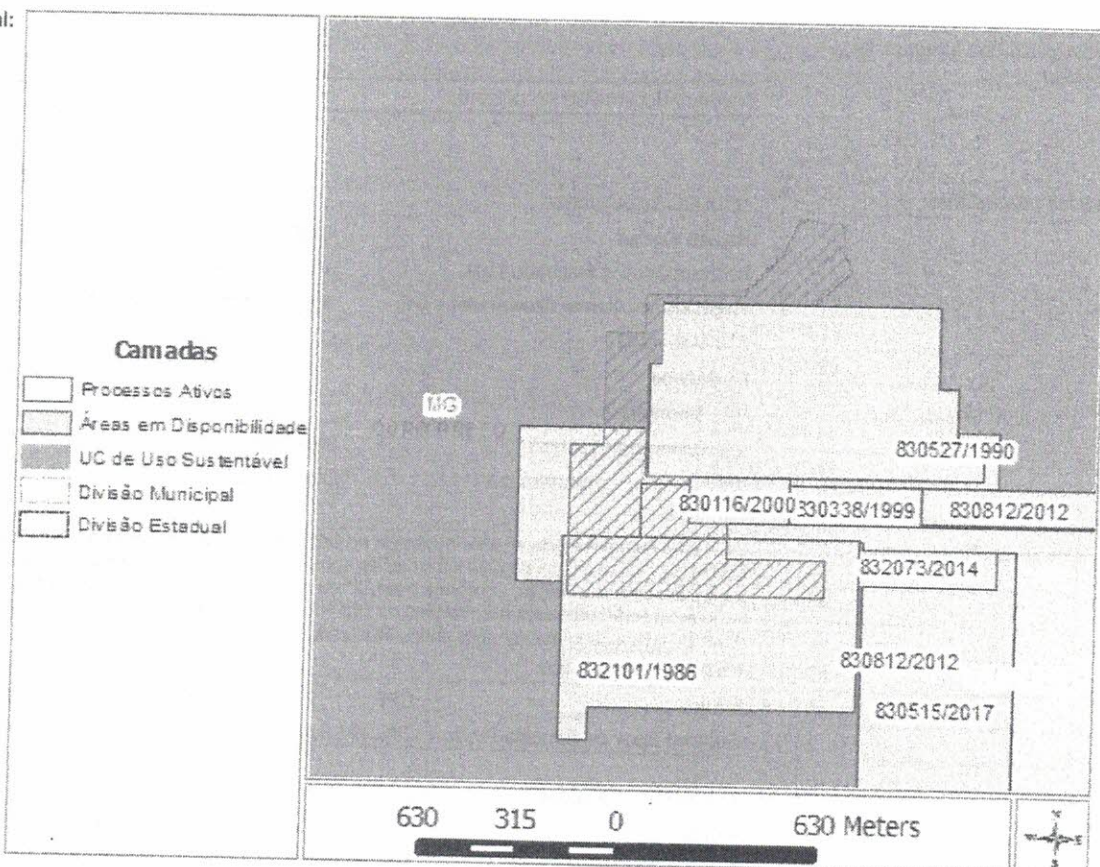 al:
Camadas
Processos Ativos
Áreas em Disponibilidade
UC de Uso Sustentável
Divisão Municipal
Divisão Estadual
MG
830527/1990
830116/2000
830338/1999
830812/2012
832073/2014
832101/1986
830812/2012
830515/2017
630 315 0 630 Meters